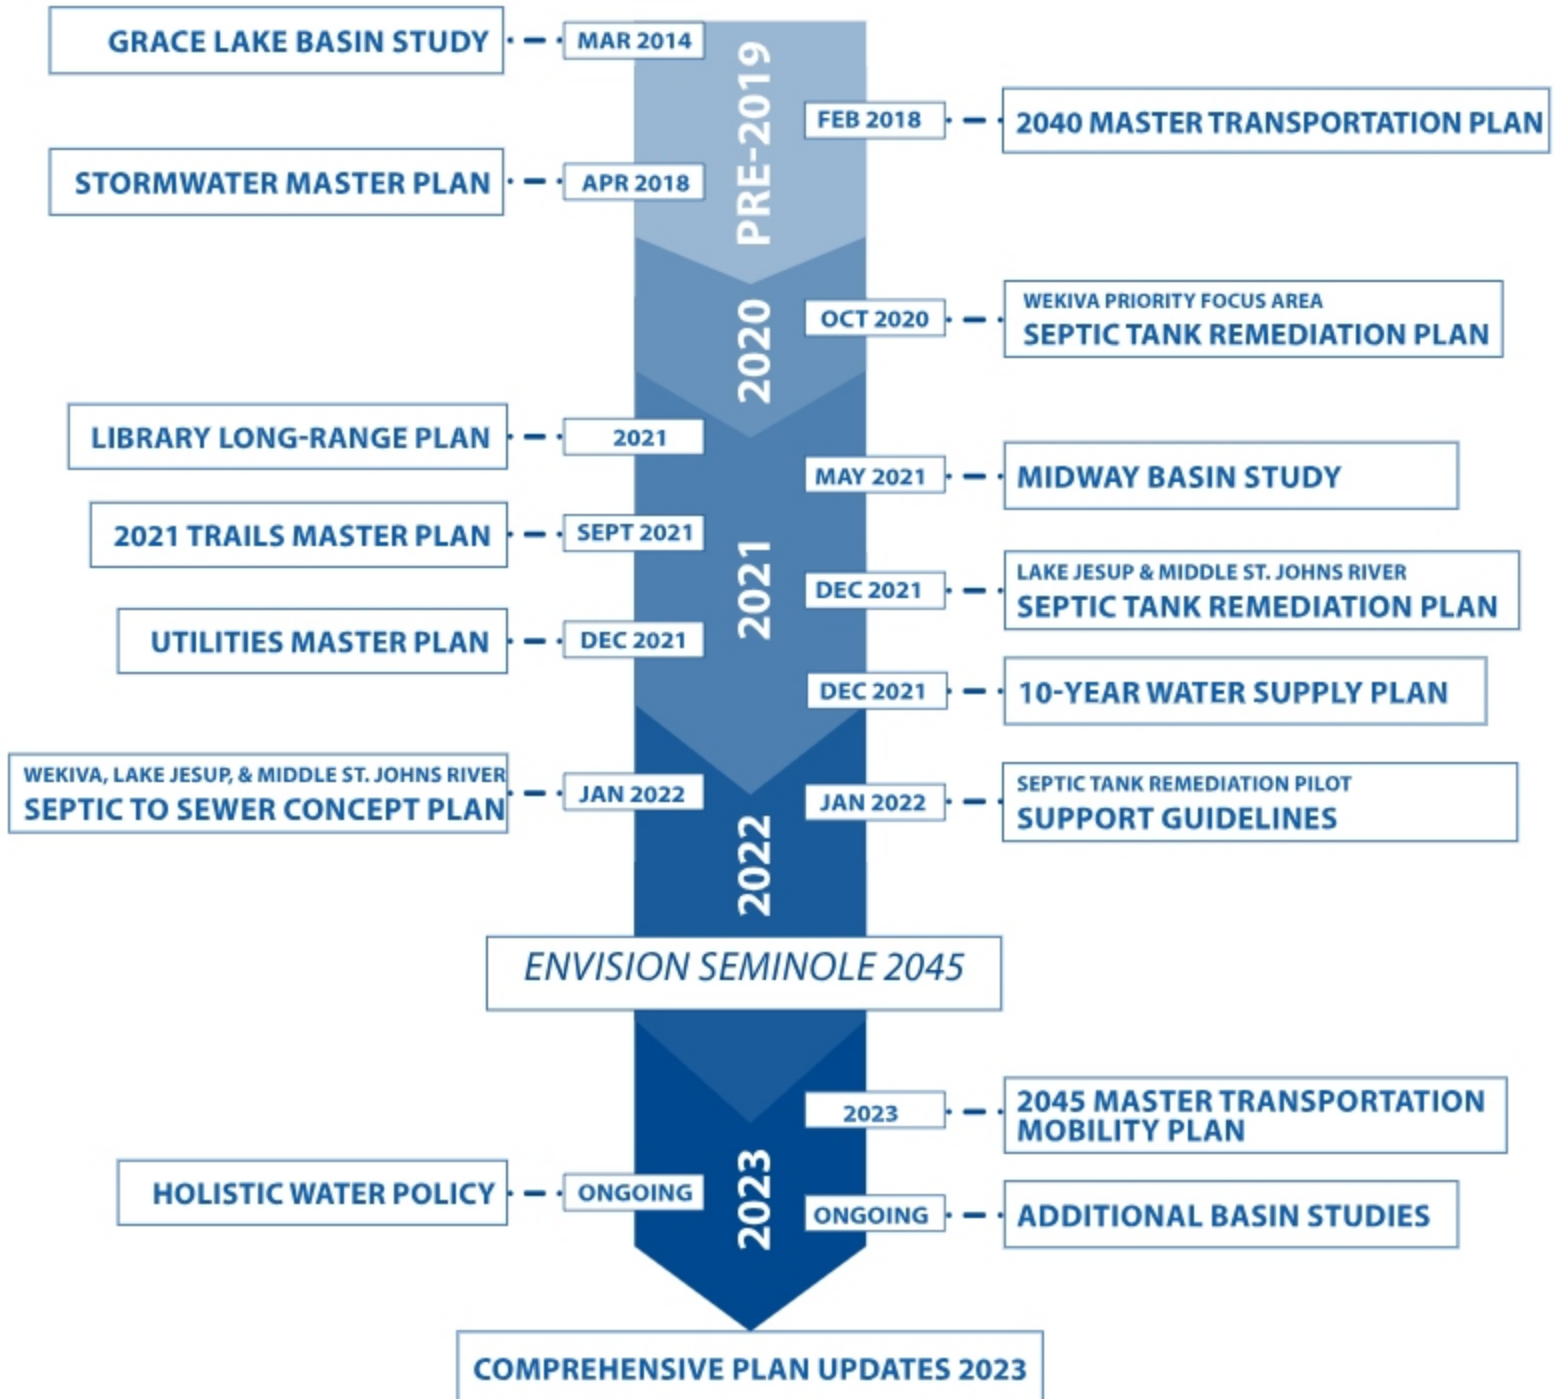 GRACE LAKE BASIN STUDY
MAR 2014
PRE-2019
FEB 2018
2040 MASTER TRANSPORTATION PLAN
STORMWATER MASTER PLAN
APR 2018
2020
OCT 2020
WEKIVA PRIORITY FOCUS AREA
SEPTIC TANK REMEDIATION PLAN
LIBRARY LONG-RANGE PLAN
2021
MAY 2021
MIDWAY BASIN STUDY
2021 TRAILS MASTER PLAN
SEPT 2021
2021
DEC 2021
LAKE JESUP & MIDDLE ST. JOHNS RIVER
SEPTIC TANK REMEDIATION PLAN
UTILITIES MASTER PLAN
DEC 2021
DEC 2021
10-YEAR WATER SUPPLY PLAN
WEKIVA, LAKE JESUP, & MIDDLE ST. JOHNS RIVER
SEPTIC TO SEWER CONCEPT PLAN
JAN 2022
JAN 2022
SEPTIC TANK REMEDIATION PILOT
SUPPORT GUIDELINES
2022
ENVISION SEMINOLE 2045
2023
2045 MASTER TRANSPORTATION
MOBILITY PLAN
HOLISTIC WATER POLICY
ONGOING
2023
ONGOING
ADDITIONAL BASIN STUDIES
COMPREHENSIVE PLAN UPDATES 2023